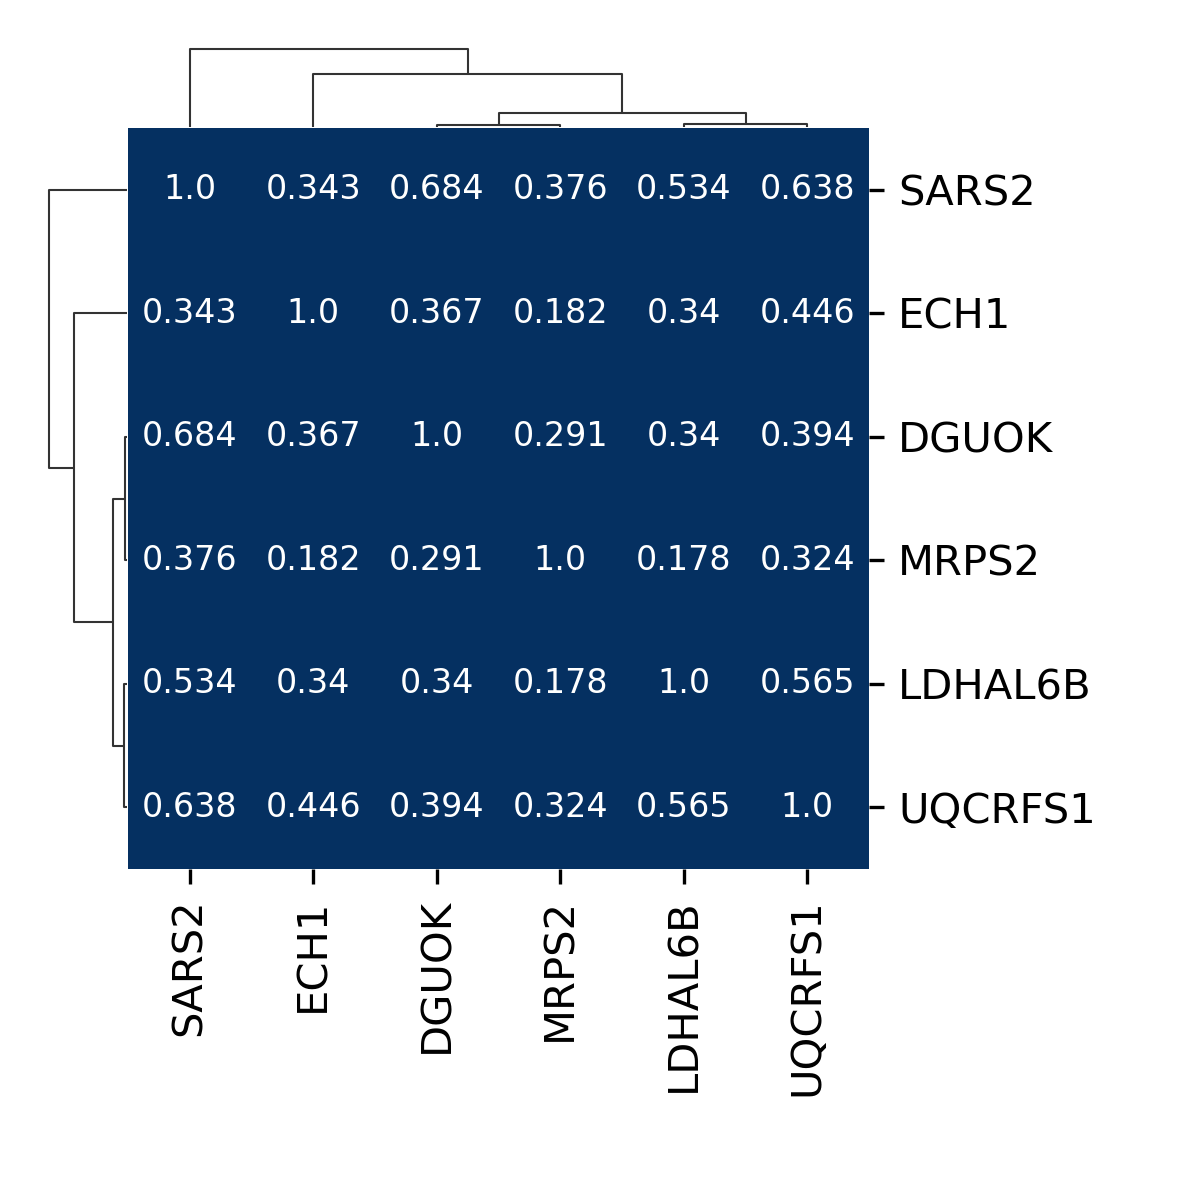 1.0 0.343 0.684 0.376 0.534 0.638 SARS2
0.343 1.0 0.367 0.182 0.34 0.446 ECH1
0.684 0.367 1.0 0.291 0.34 0.394 DGUOK
0.376 0.182 0.291 1.0 0.178 0.324 MRPS2
0.534 0.34 0.34 0.178 1.0 0.565 LDHAL6B
0.638 0.446 0.394 0.324 0.565 1.0 UQCRFS1
SARS2
ECH1
DGUOK
MRPS2
LDHAL6B
UQCRFS1